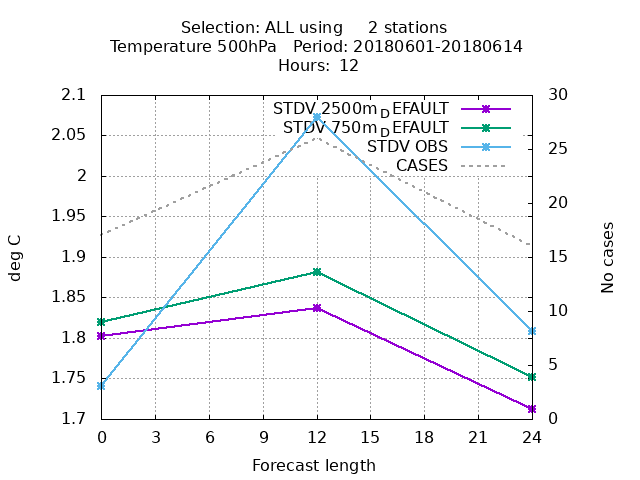 Selection: ALL using     2 stations
Temperature 500hPa   Period: 20180601-20180614
Hours:  12
2.1
2.05
2
1.95
1.9
1.85
1.8
1.75
1.7
30
25
20
15
10
5
0
STDV 2500m_DEFAULT
STDV 750m_DEFAULT
STDV OBS
CASES
deg C
No cases
0 3 6 9 12 15 18 21 24
Forecast length